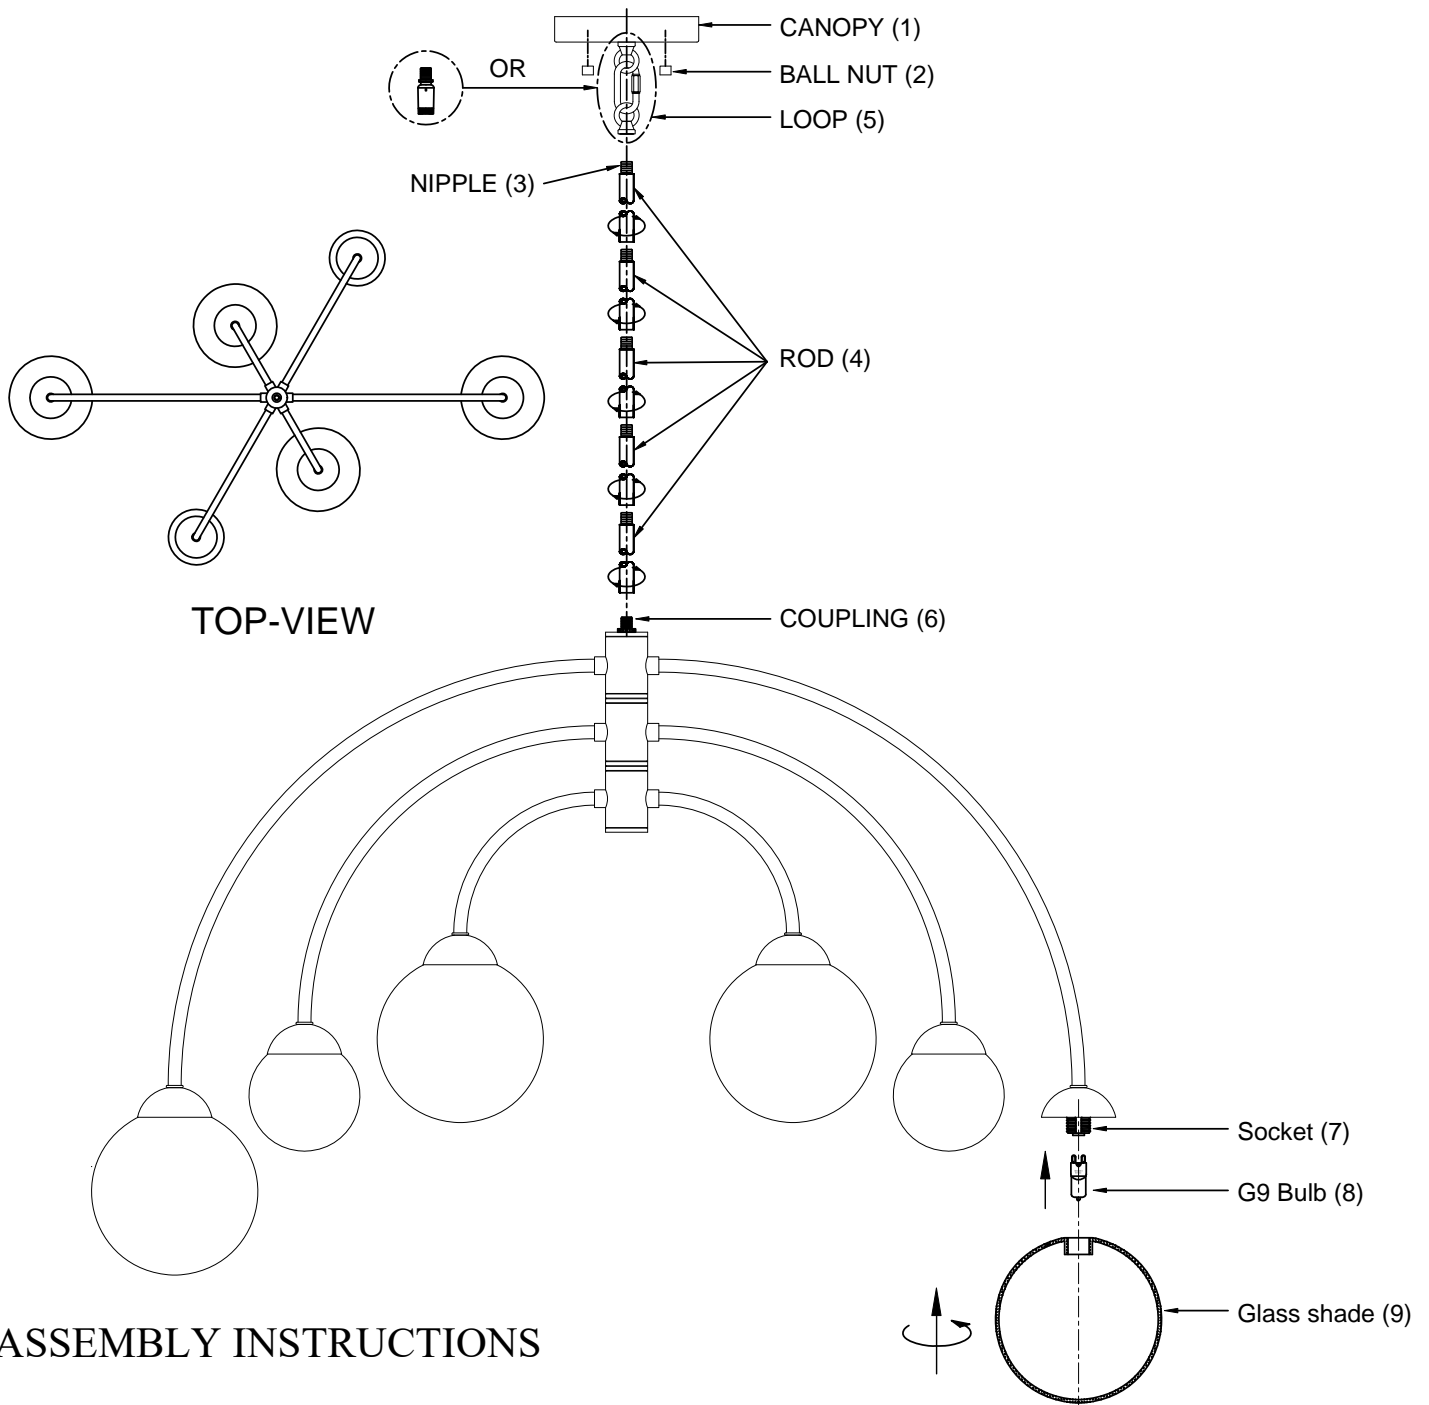 CANOPY (1)
OR
BALL NUT (2)
LOOP (5)
NIPPLE (3)
ROD (4)
TOP-VIEW
COUPLING (6)
Socket (7)
G9 Bulb (8)
Glass shade (9)
ASSEMBLY INSTRUCTIONS